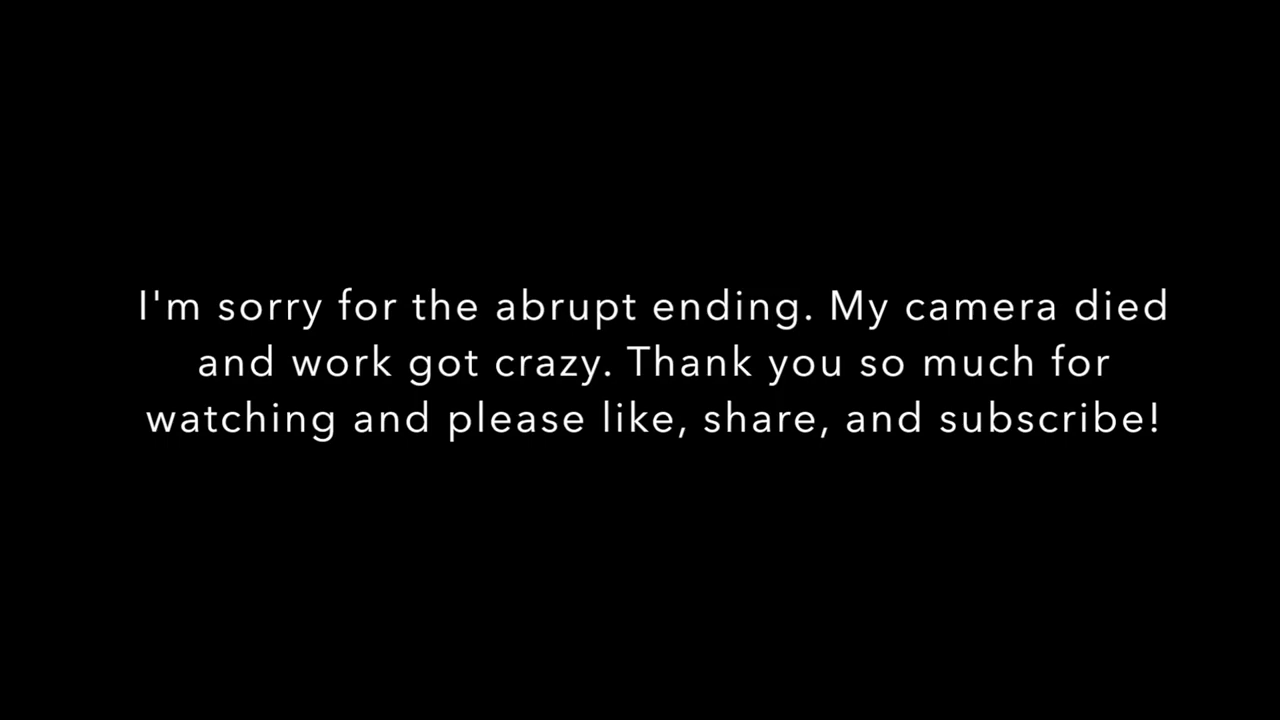 I'm sorry for the abrupt ending. My camera died
and work got crazy. Thank you so much for
watching and please like, share, and subscribe!